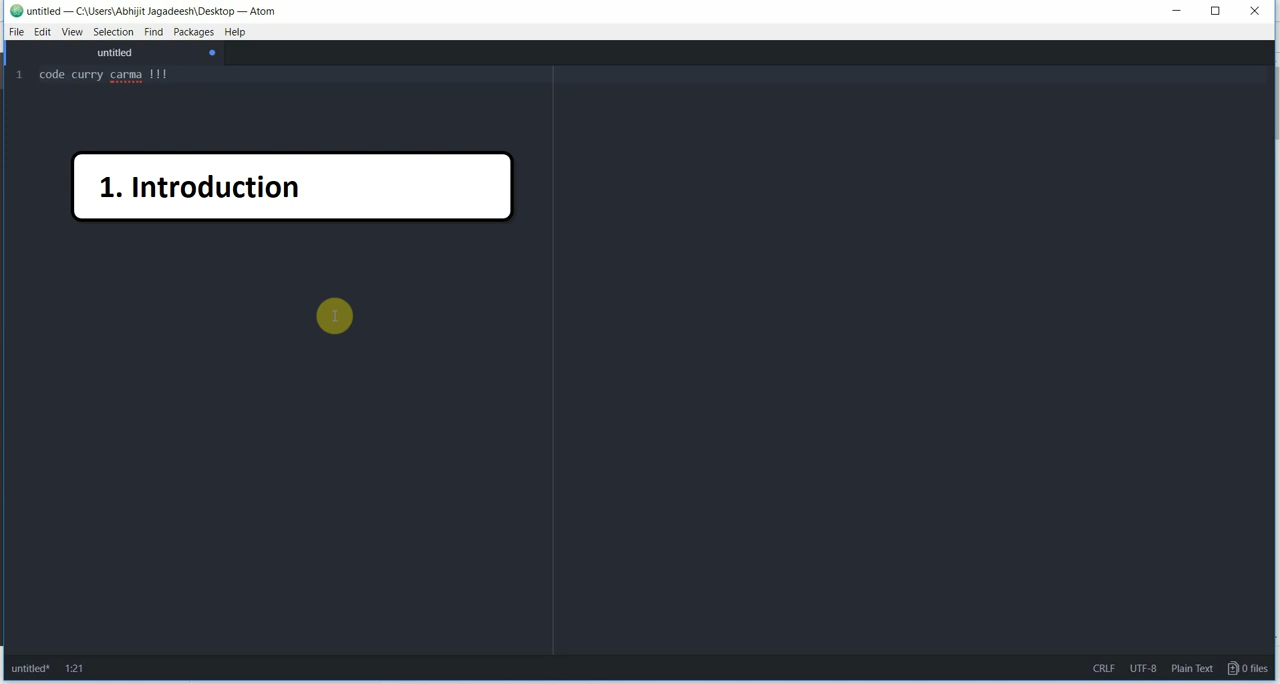 untitled — C:\Users\Abhijit Jagadeesh\Desktop — Atom
File Edit View Selection Find Packages Help
untitled
1 code curry carma !!!
1. Introduction
untitled* 1:21 CRLF UTF-8 Plain Text 0 files